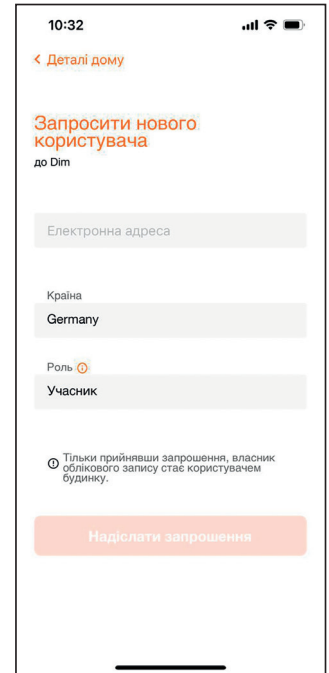 10:32
Деталі дому
Запросити нового
користувача
до Dim
Електронна адреса
Країна
Germany
Роль
Учасник
Тільки прийнявши запрошення, власник
облікового запису стає користувачем
будинку.
Надіслати запрошення